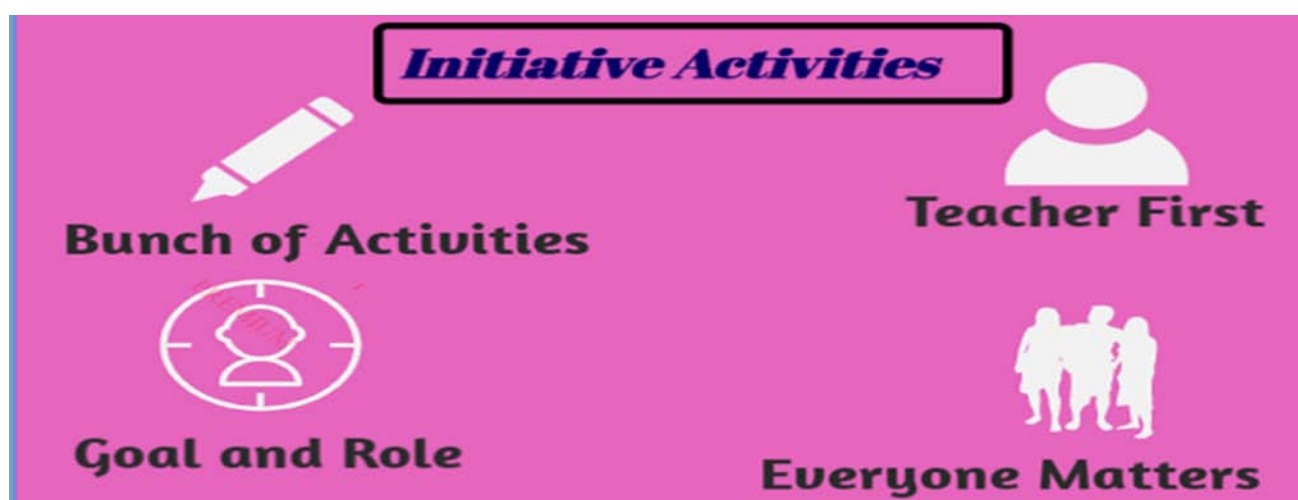 Initiative Activities
Bunch of Activities
Teacher First
Goal and Role
Everyone Matters